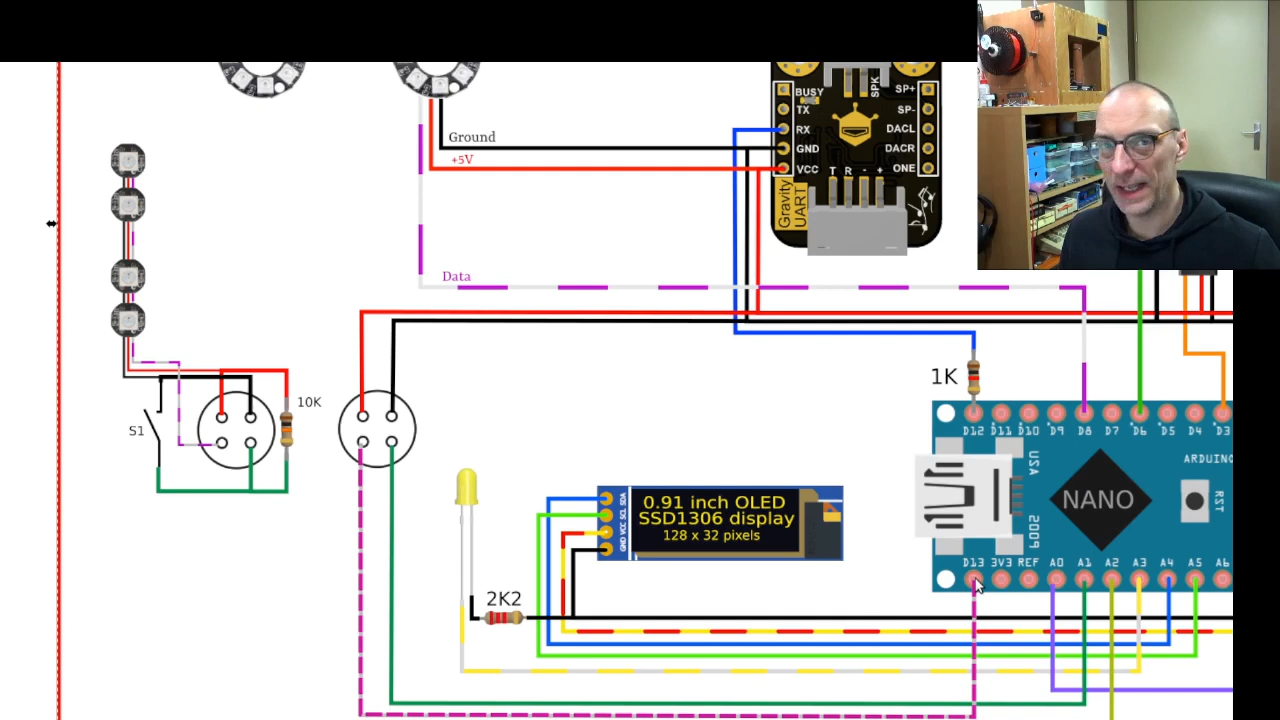 BUSY
TX
RX
GND
VCC
SPK
SP+
SP-
DACL
DACR
ONE
T R - +
Gravity
UART
Ground
+5V
Data
10K
S1
1K
D12 D11 D10 D9 D8 D7 D6 D5 D4 D3
ARDUINO
NANO
RST
USA
2009
D13 3V3 REF A0 A1 A2 A3 A4 A5 A6
GND VCC SCL SDA
0.91 inch OLED
SSD1306 display
128 x 32 pixels
2K2